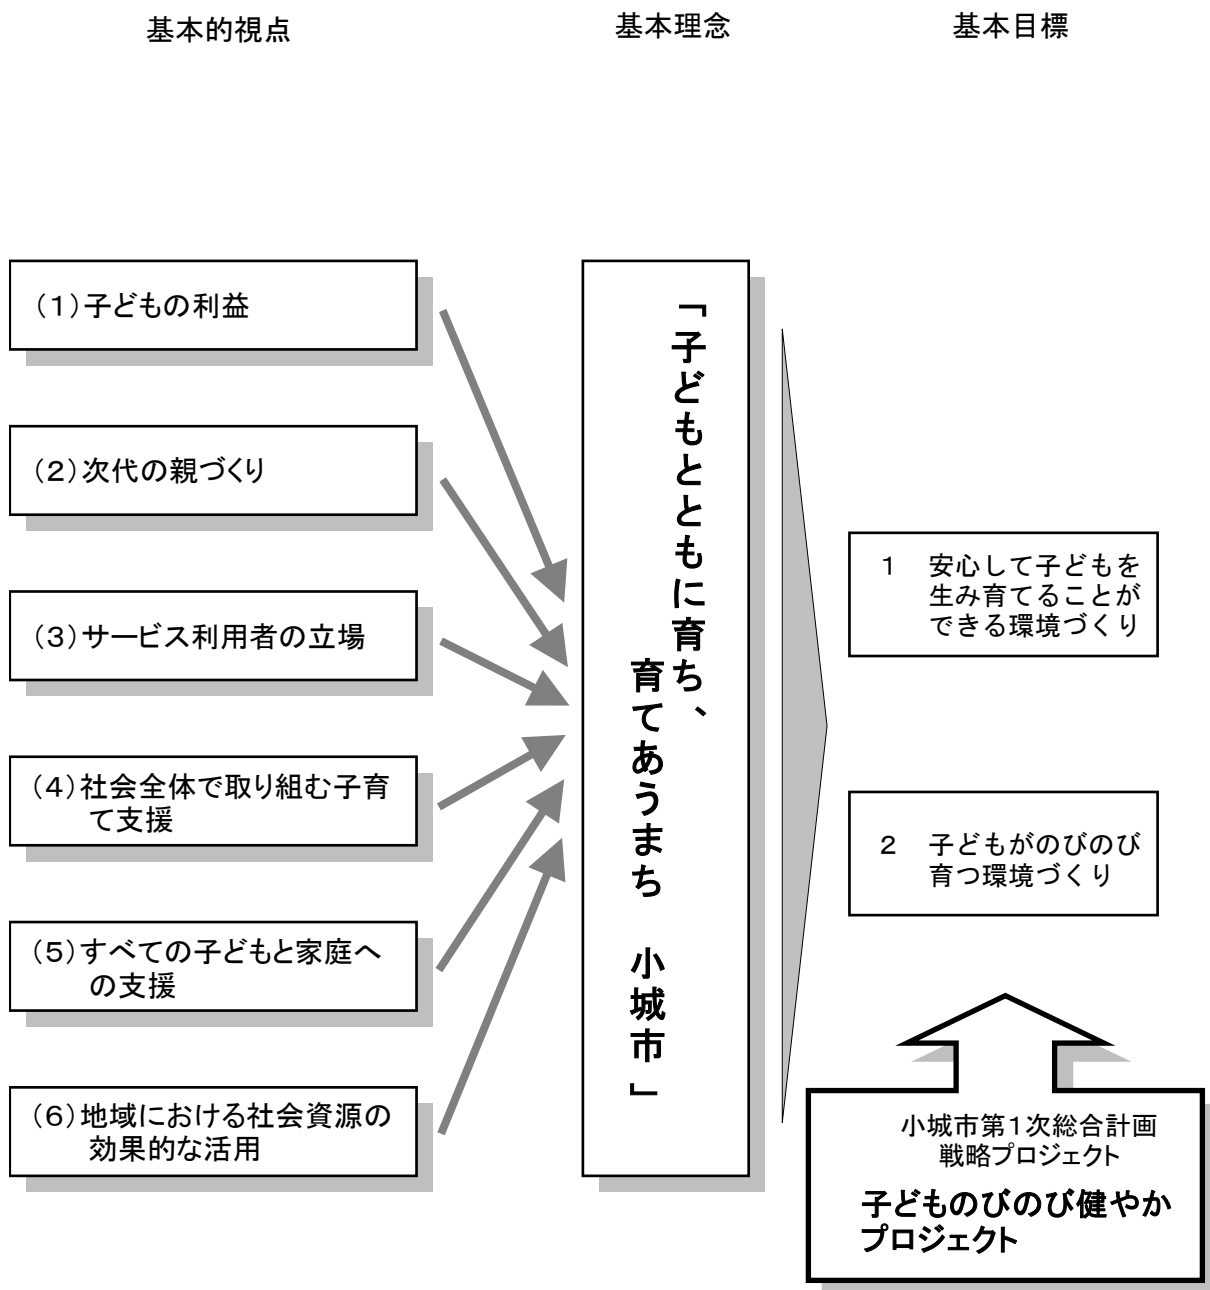 基本的視点
基本理念
基本目標
（１）子どもの利益
（２）次代の親づくり
（３）サービス利用者の立場
（４）社会全体で取り組む子育
て支援
（５）すべての子どもと家庭へ
の支援
（６）地域における社会資源の
効果的な活用
「子どもとともに育ち、
育てあうまち　小城市」
１　安心して子どもを
生み育てることが
できる環境づくり
２　子どもがのびのび
育つ環境づくり
小城市第１次総合計画
戦略プロジェクト
子どものびのび健やか
プロジェクト